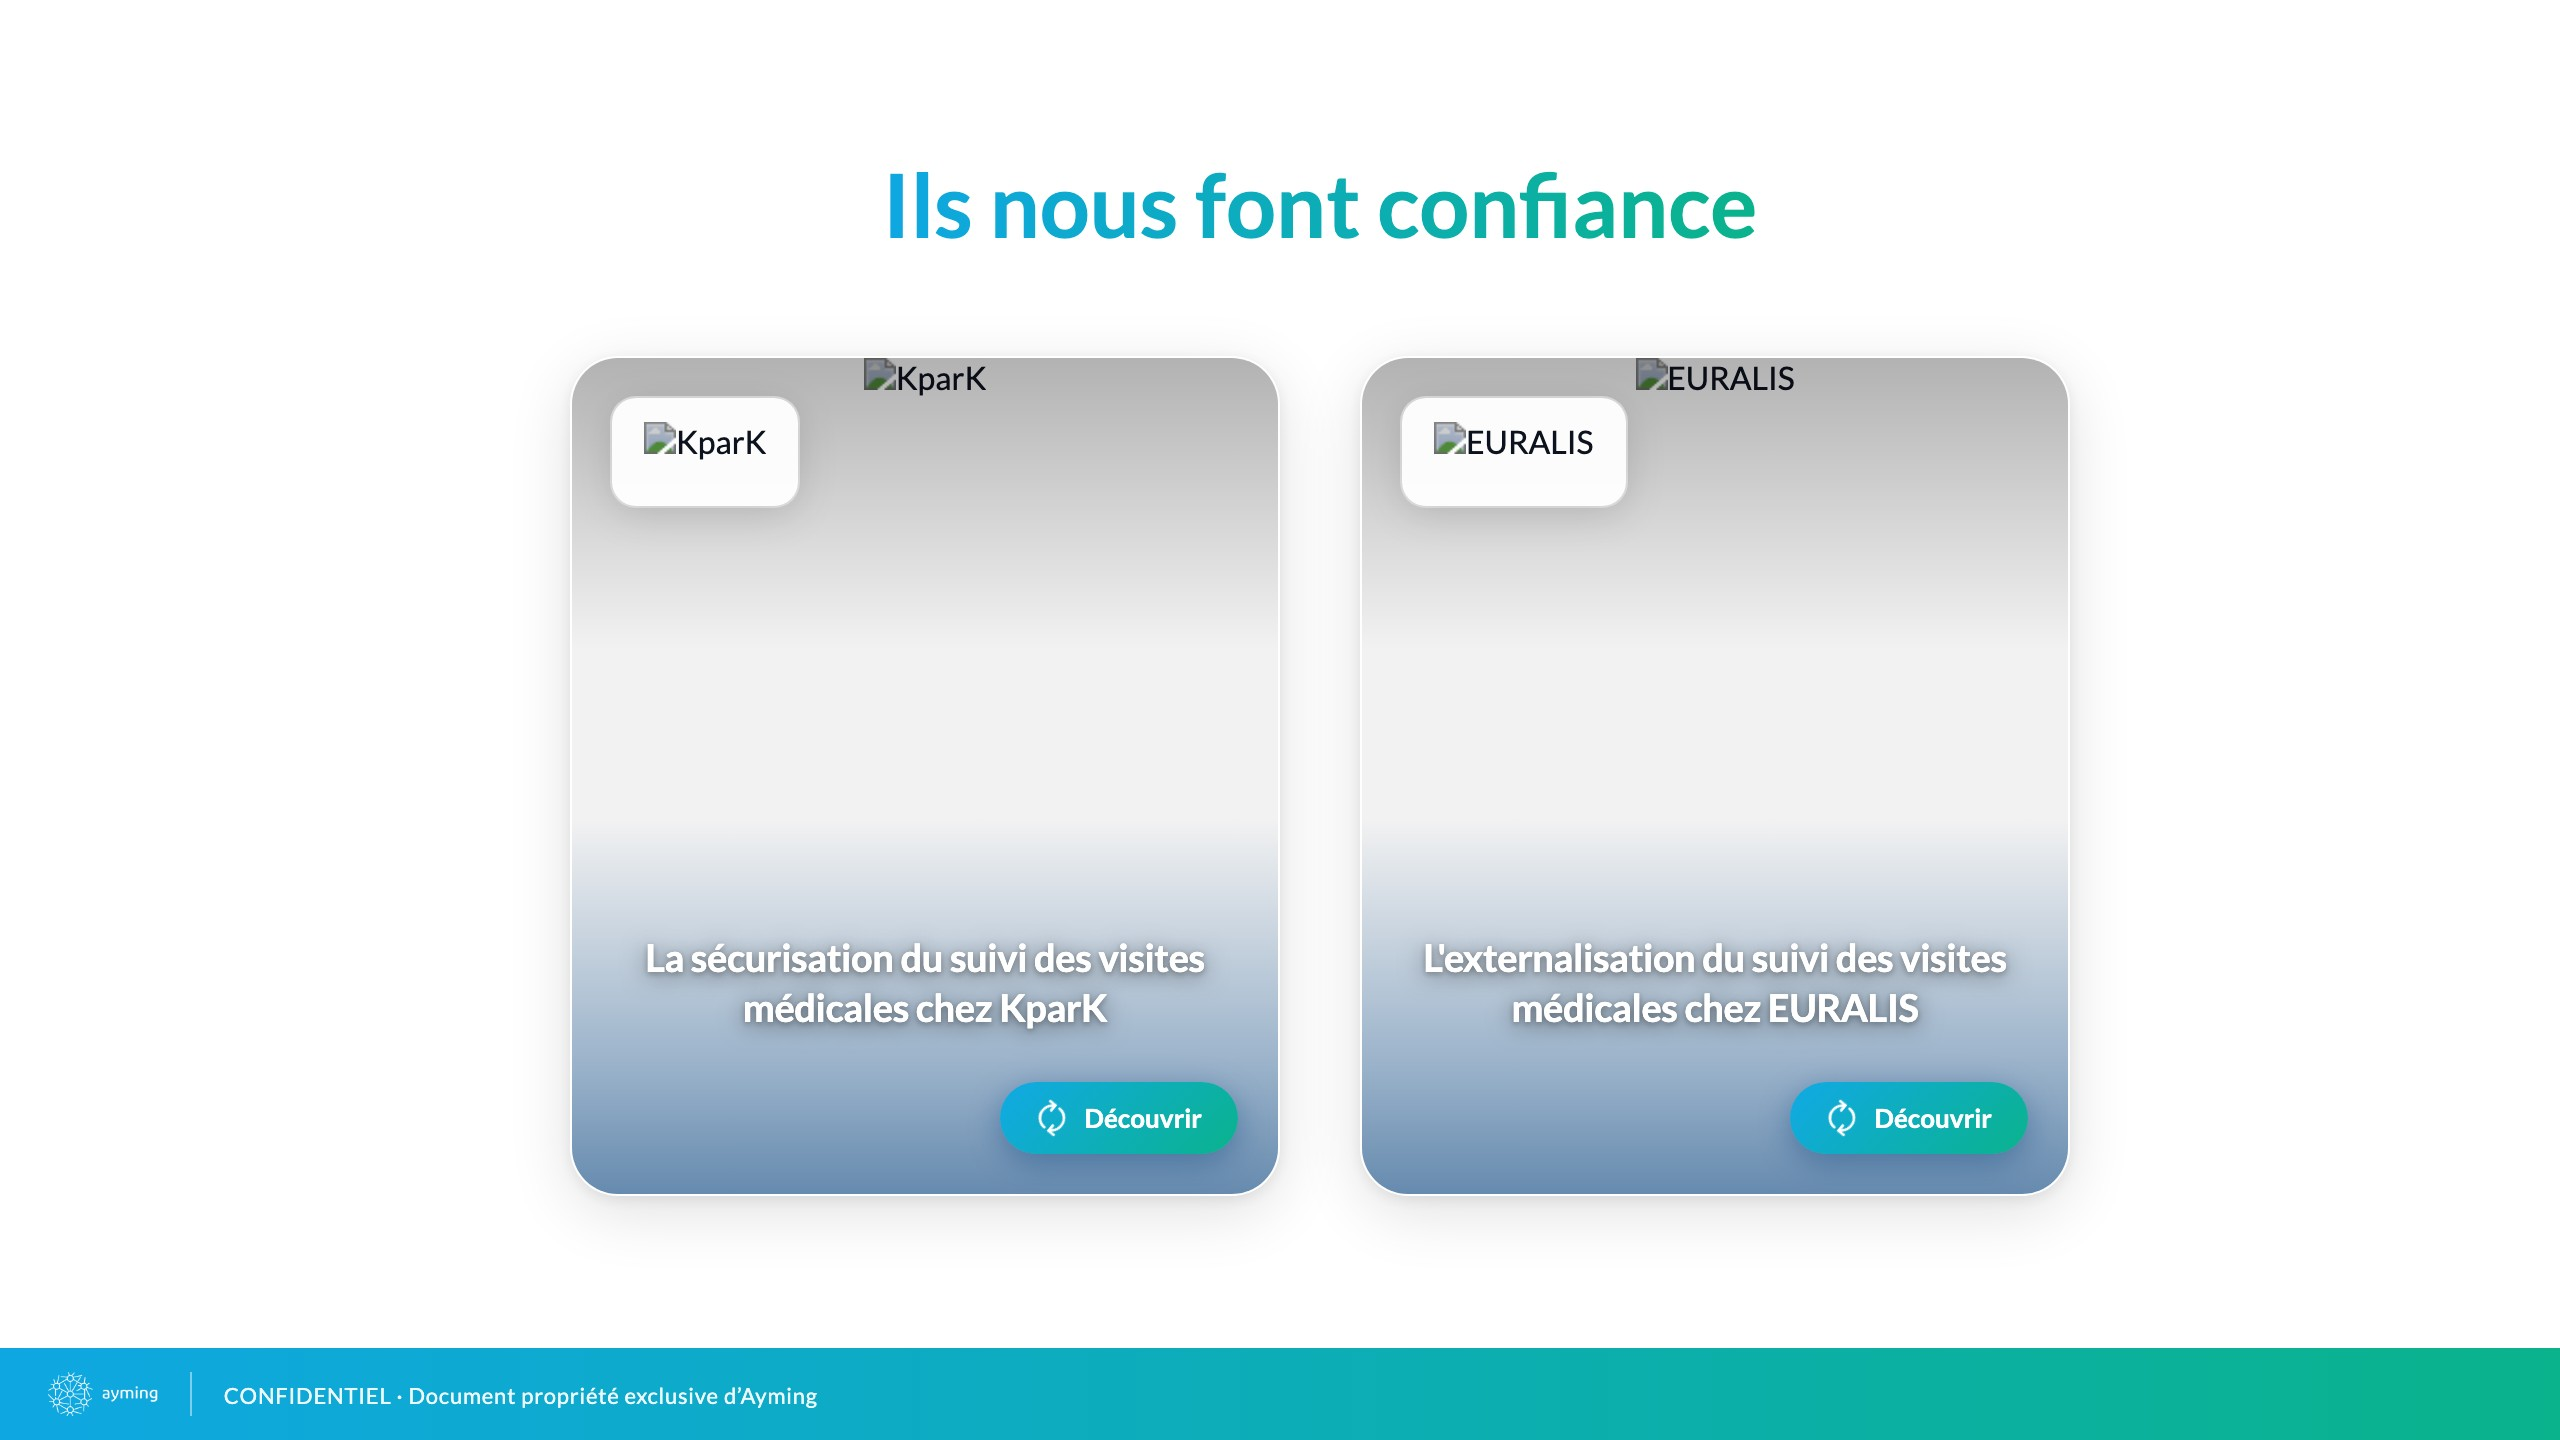 Ils nous font confiance
KparK
KparK
La sécurisation du suivi des visites
médicales chez KparK
Découvrir
EURALIS
EURALIS
L'externalisation du suivi des visites
médicales chez EURALIS
Découvrir
ayming
CONFIDENTIEL · Document propriété exclusive d’Ayming